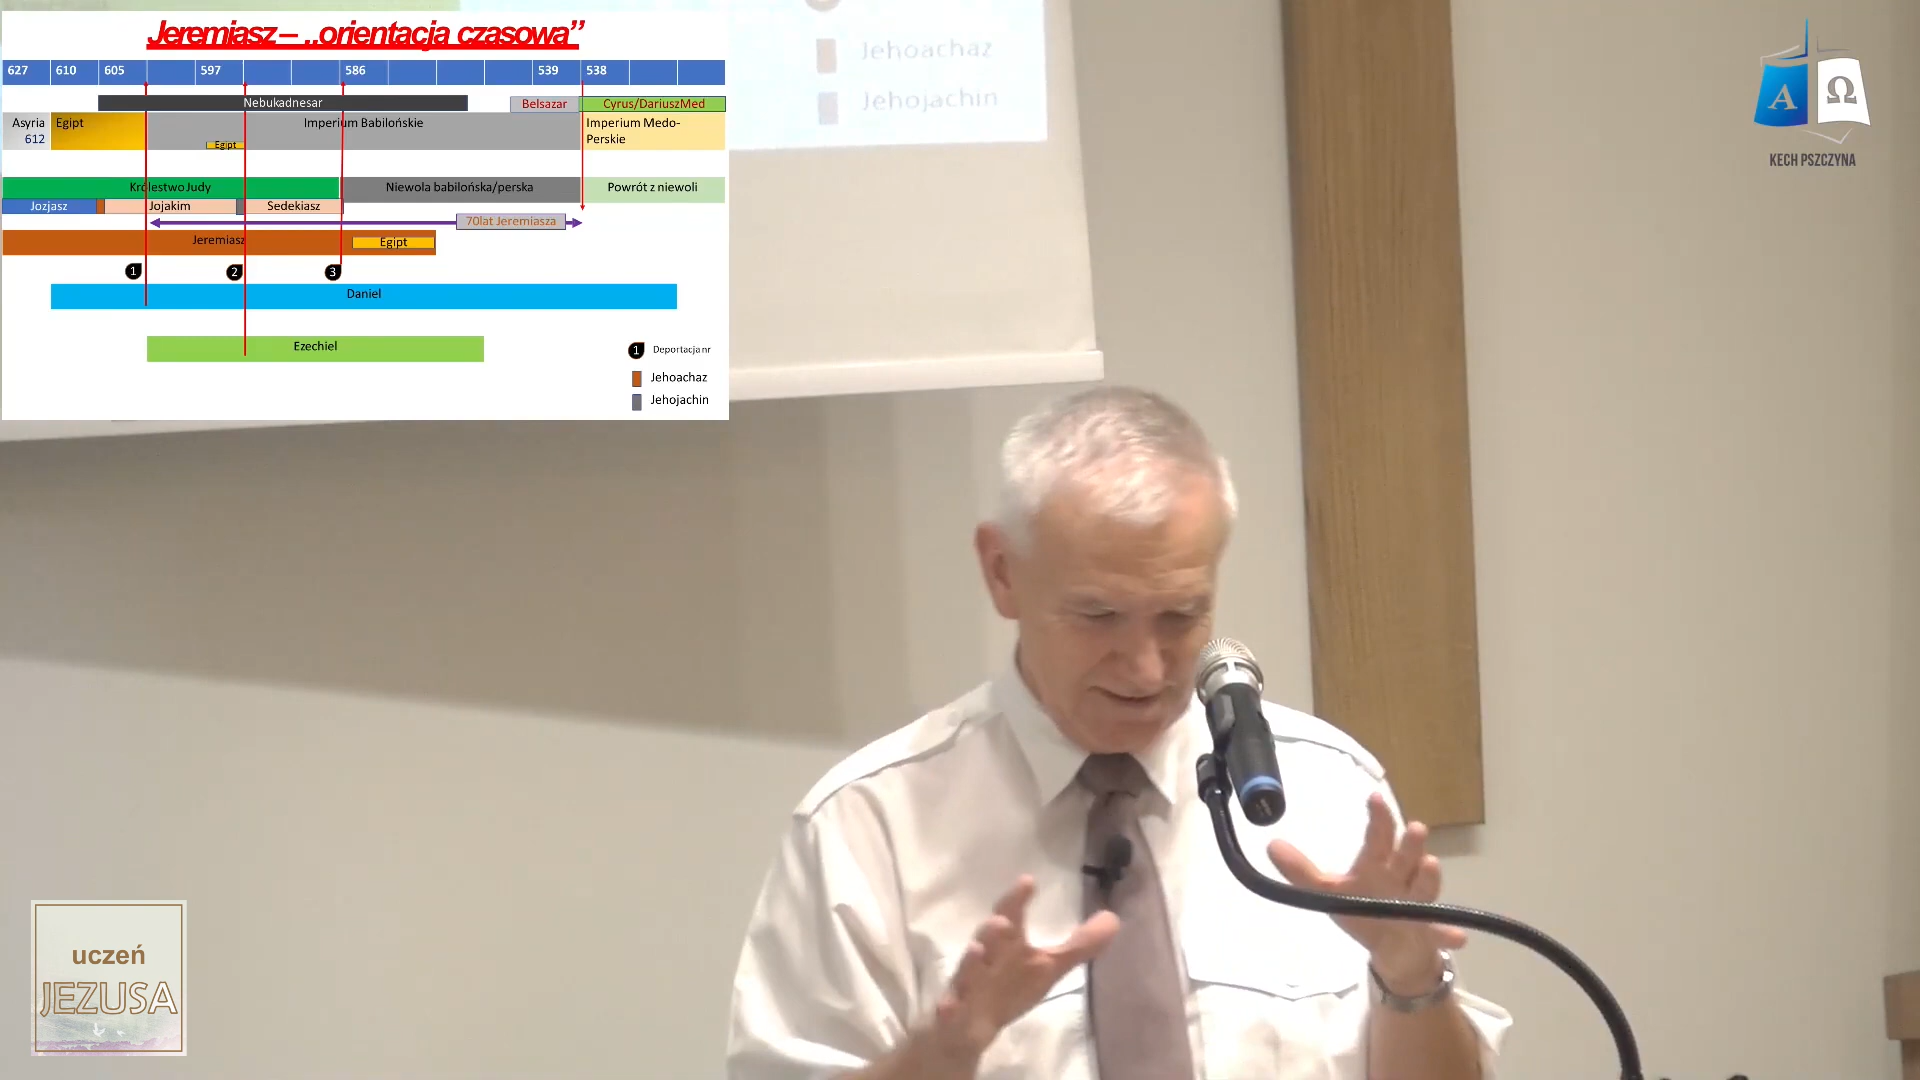 Jeremiasz – „orientacja czasowa”
627 610 605 597 586 539 538
Nebukadnesar Belsazar Cyrus/DariuszMed
Asyria Egipt Imperium Babilońskie Imperium Medo-
612 Egipt Perskie
Królestwo Judy Niewola babilońska/perska Powrót z niewoli
Jozjasz Jojakim Sedekiasz
70lat Jeremiasza
Jeremiasz Egipt
1 2 3
Daniel
Ezechiel
1 Deportacja nr
Jehoachaz
Jehojachin
Jehoachaz
Jehojachin
A Ω
KECH PSZCZYNA
uczeń
JEZUSA